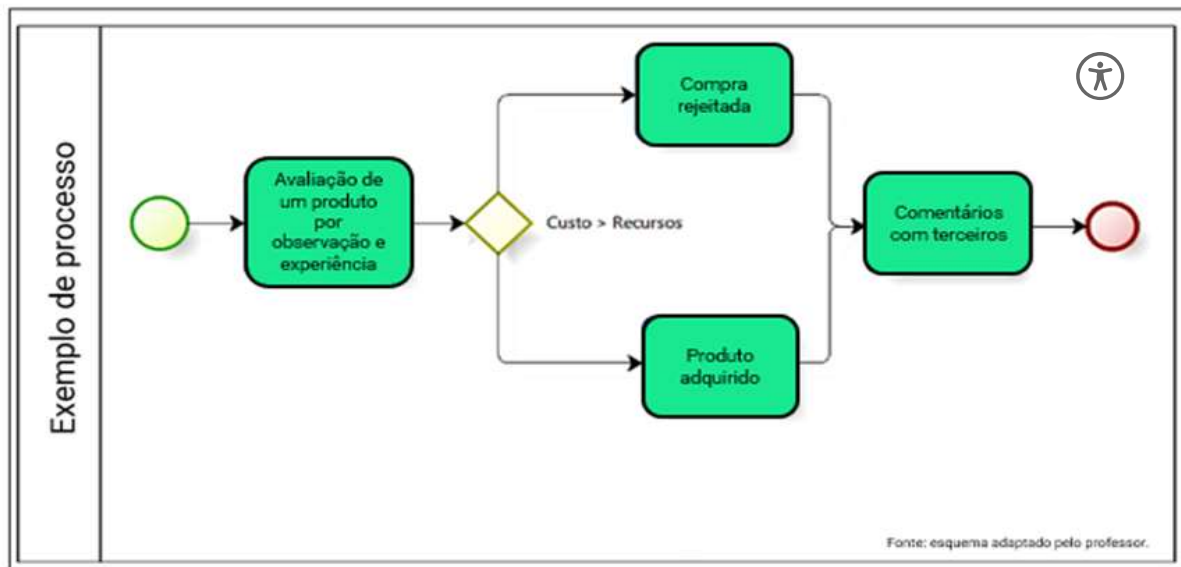 Exemplo de processo
Avaliação de
um produto
por
observação e
experiência
Custo > Recursos
Compra
rejeitada
Produto
adquirido
Comentários
com terceiros
Fonte: esquema adaptado pelo professor.